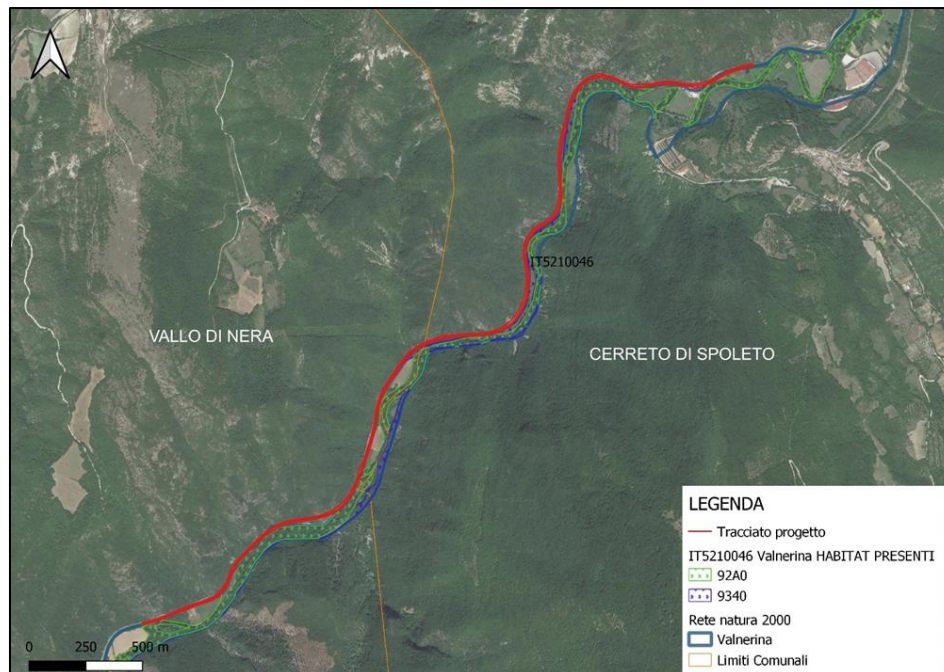 IT5210046
VALLO DI NERA
CERRETO DI SPOLETO
LEGENDA
Tracciato progetto
IT5210046 Valnerina HABITAT PRESENTI
92A0
9340
Rete natura 2000
Valnerina
Limiti Comunali
0 250 500 m